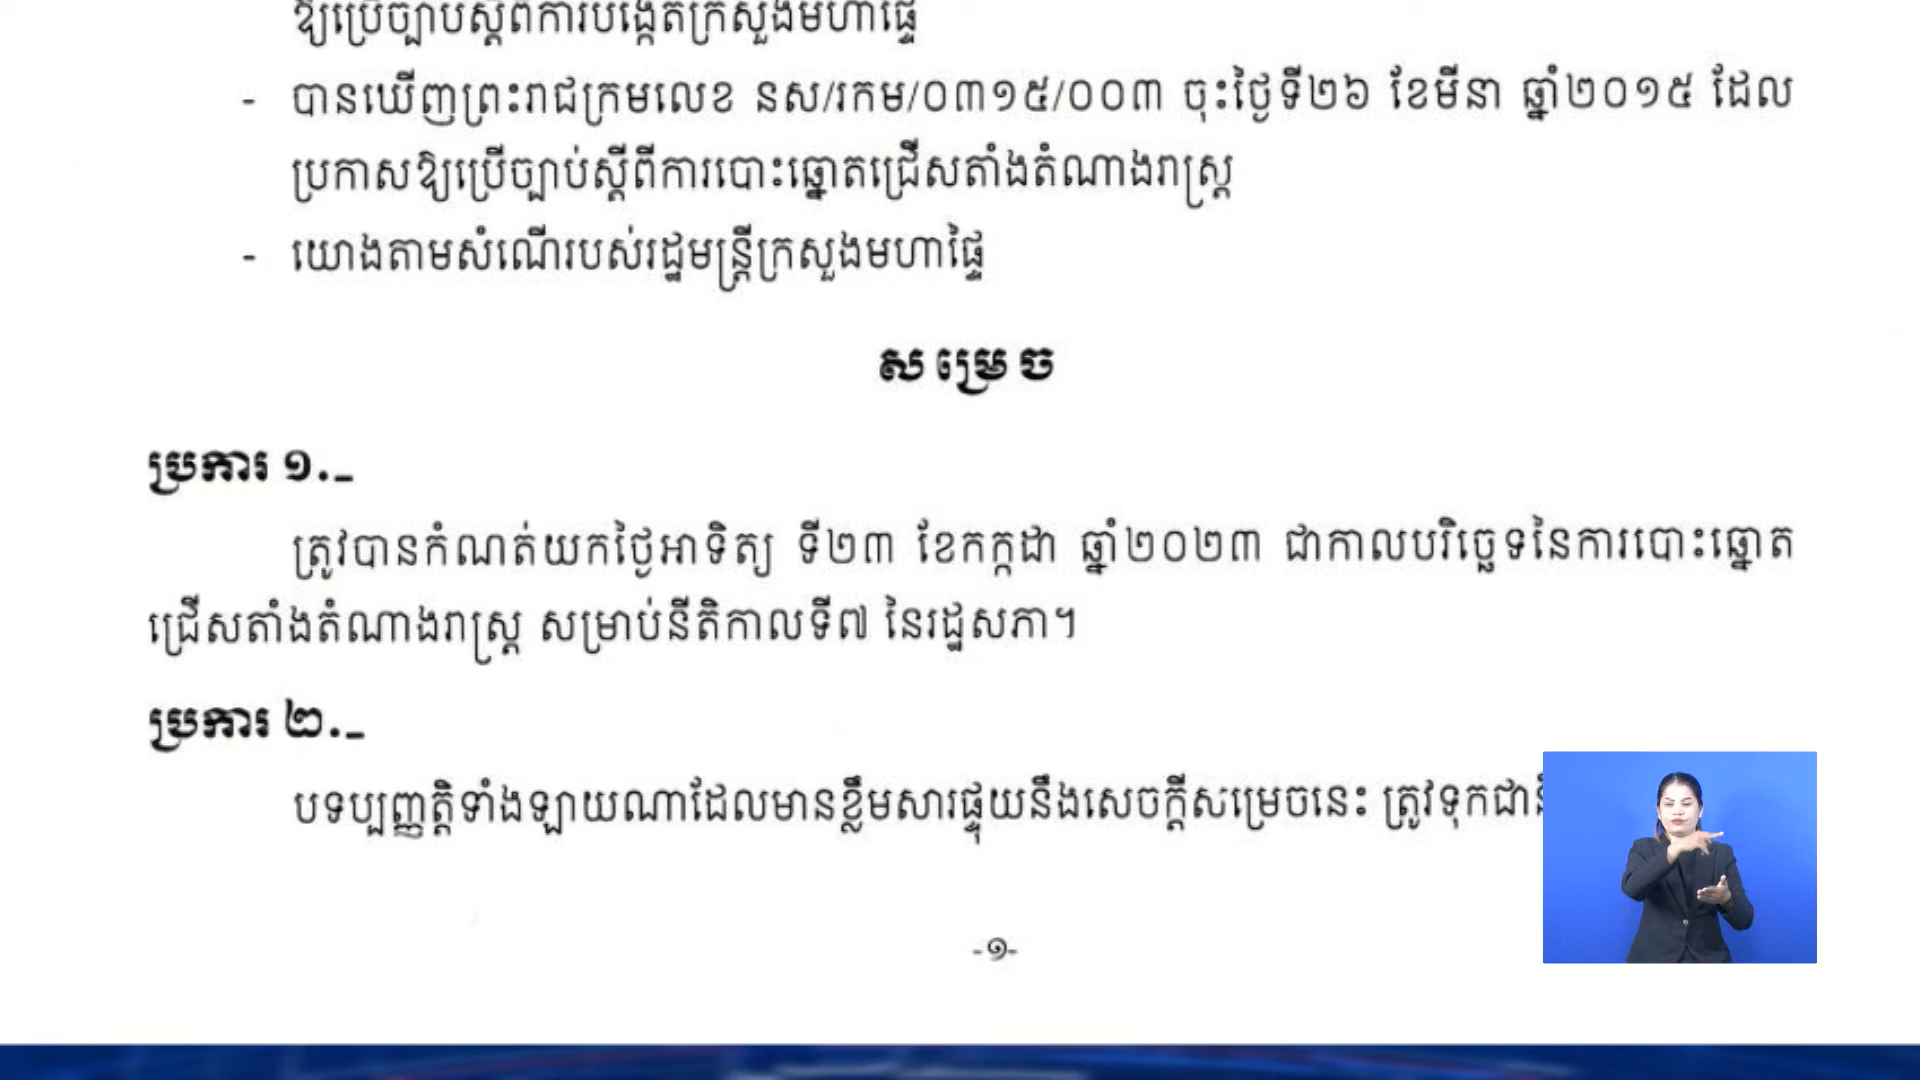 ឱ្យប្រើច្បាប់ស្តីពីការបង្កើតក្រសួងមហាផ្ទៃ
- បានឃើញព្រះរាជក្រមលេខ នស/រកម/០៣១៥/០០៣ ចុះថ្ងៃទី២៦ ខែមីនា ឆ្នាំ២០១៥ ដែល
ប្រកាសឱ្យប្រើច្បាប់ស្តីពីការបោះឆ្នោតជ្រើសតាំងតំណាងរាស្ត្រ
- យោងតាមសំណើរបស់រដ្ឋមន្ត្រីក្រសួងមហាផ្ទៃ
សម្រេច
ប្រការ ១._
ត្រូវបានកំណត់យកថ្ងៃអាទិត្យ ទី២៣ ខែកក្កដា ឆ្នាំ២០២៣ ជាកាលបរិច្ឆេទនៃការបោះឆ្នោត
ជ្រើសតាំងតំណាងរាស្ត្រ សម្រាប់នីតិកាលទី៧ នៃរដ្ឋសភា។
ប្រការ ២._
បទប្បញ្ញត្តិទាំងឡាយណាដែលមានខ្លឹមសារផ្ទុយនឹងសេចក្តីសម្រេចនេះ ត្រូវទុកជា
-១-